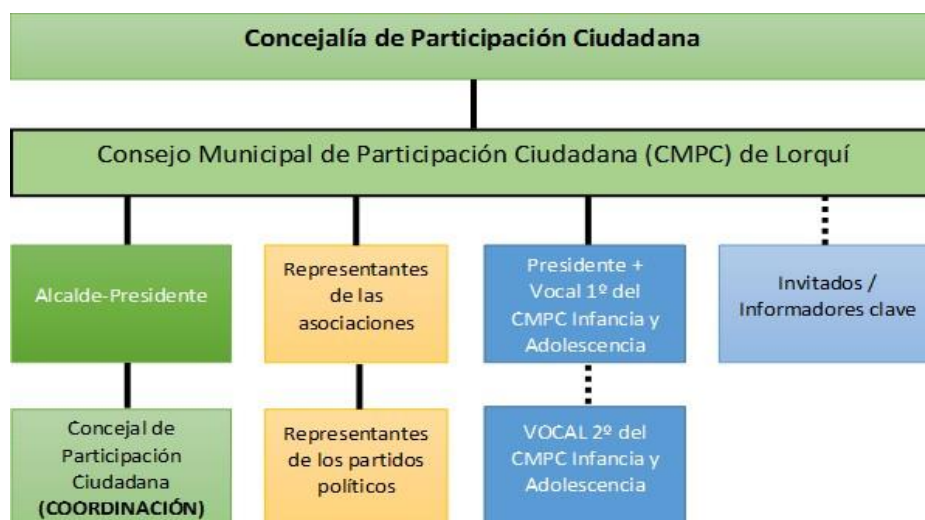 Concejalía de Participación Ciudadana
Consejo Municipal de Participación Ciudadana (CMPC) de Lorquí
Alcalde-Presidente
Representantes
de las
asociaciones
Presidente +
Vocal 1º del
CMPC Infancia y
Adolescencia
Invitados /
Informadores clave
Concejal de
Participación
Ciudadana
(COORDINACIÓN)
Representantes
de los partidos
políticos
VOCAL 2º del
CMPC Infancia y
Adolescencia